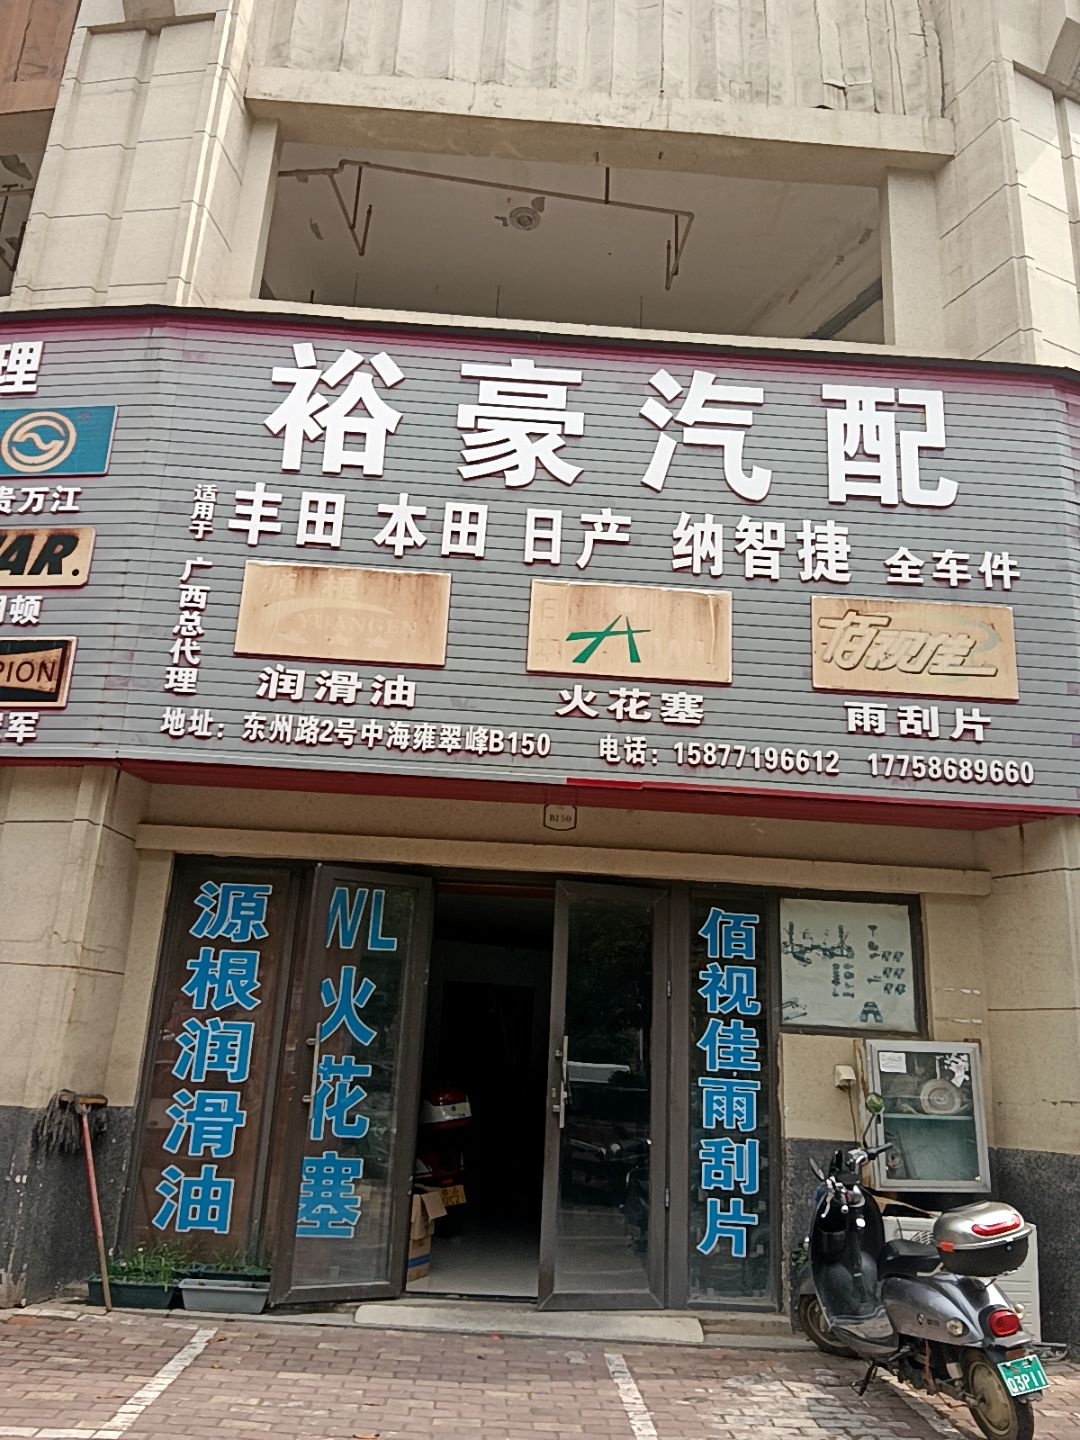 理
裕豪汽配
贵万江
适用于
丰田 本田 日产 纳智捷 全车件
AR.
顿
PION
军
广西总代理
YUANGEN
润滑油
火花塞
佰视佳
雨刮片
地址：东州路2号中海雍翠峰B150 电话：15877196612 17758689660
B150
源根润滑油
WL火花塞
佰视佳雨刮片
Q3P11